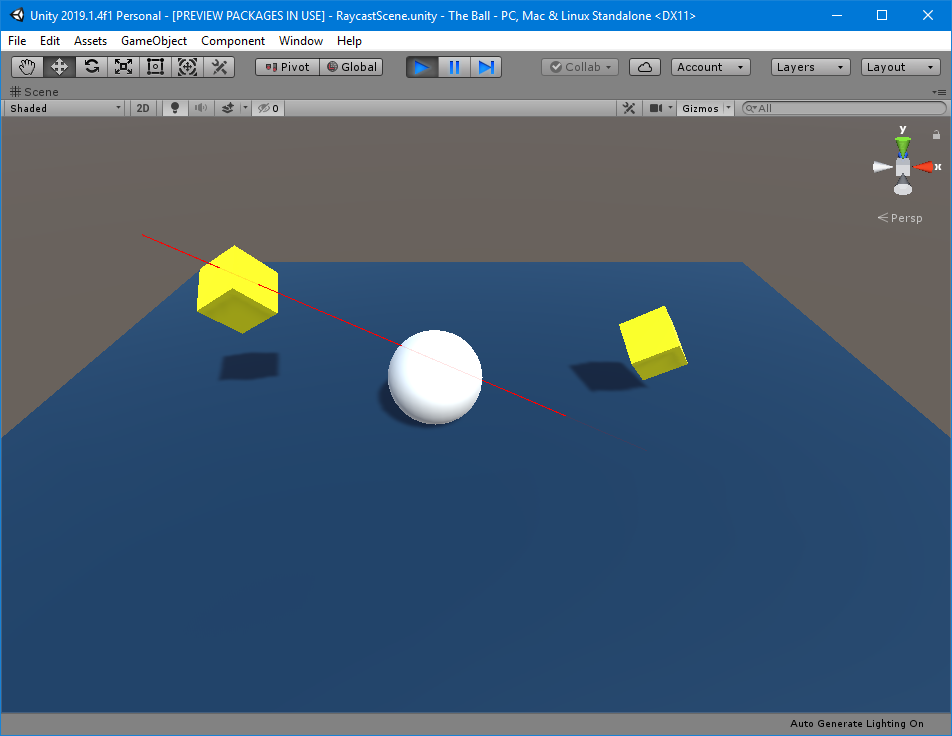 Unity 2019.1.4f1 Personal - [PREVIEW PACKAGES IN USE] - RaycastScene.unity - The Ball - PC, Mac & Linux Standalone <DX11>
File Edit Assets GameObject Component Window Help
Pivot Global Collab Account Layers Layout
Scene
Shaded 2D 0 Gizmos All
y
x
Persp
Auto Generate Lighting On